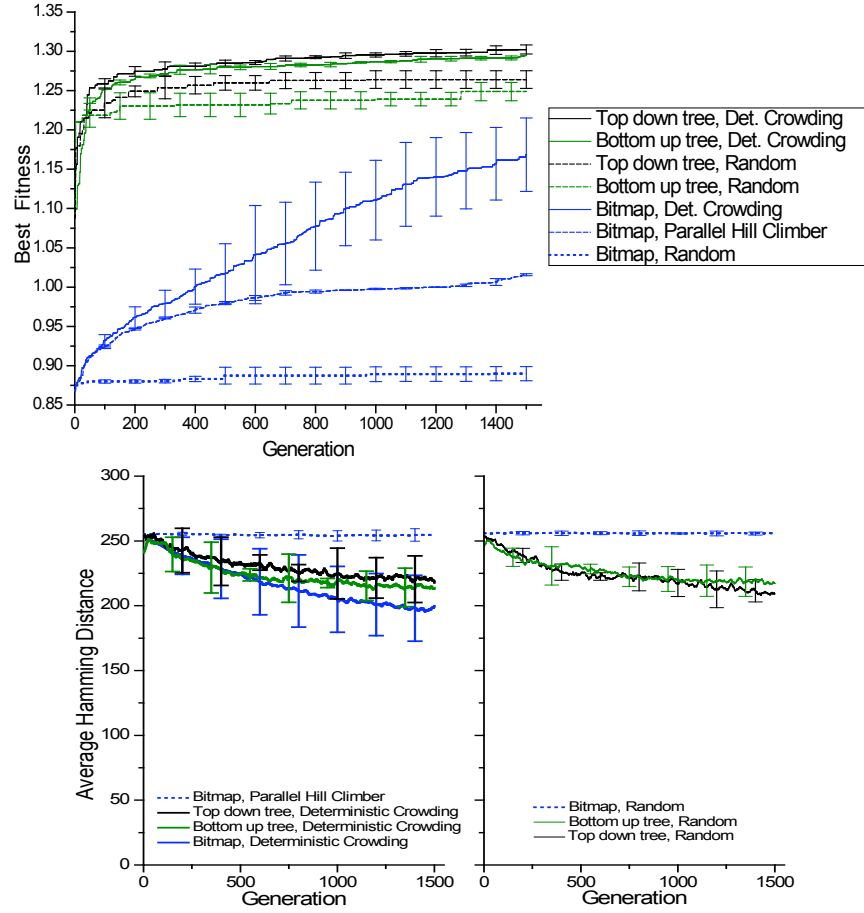 1.35
1.30
1.25
1.20
1.15
1.10
1.05
1.00
0.95
0.90
0.85
Best Fitness
0 200 400 600 800 1000 1200 1400
Generation
Top down tree, Det. Crowding
Bottom up tree, Det. Crowding
Top down tree, Random
Bottom up tree, Random
Bitmap, Det. Crowding
Bitmap, Parallel Hill Climber
Bitmap, Random
300
250
200
150
100
50
0
Average Hamming Distance
Bitmap, Parallel Hill Climber
Top down tree, Deterministic Crowding
Bottom up tree, Deterministic Crowding
Bitmap, Deterministic Crowding
0 500 1000 1500
Generation
Bitmap, Random
Bottom up tree, Random
Top down tree, Random
0 500 1000 1500
Generation